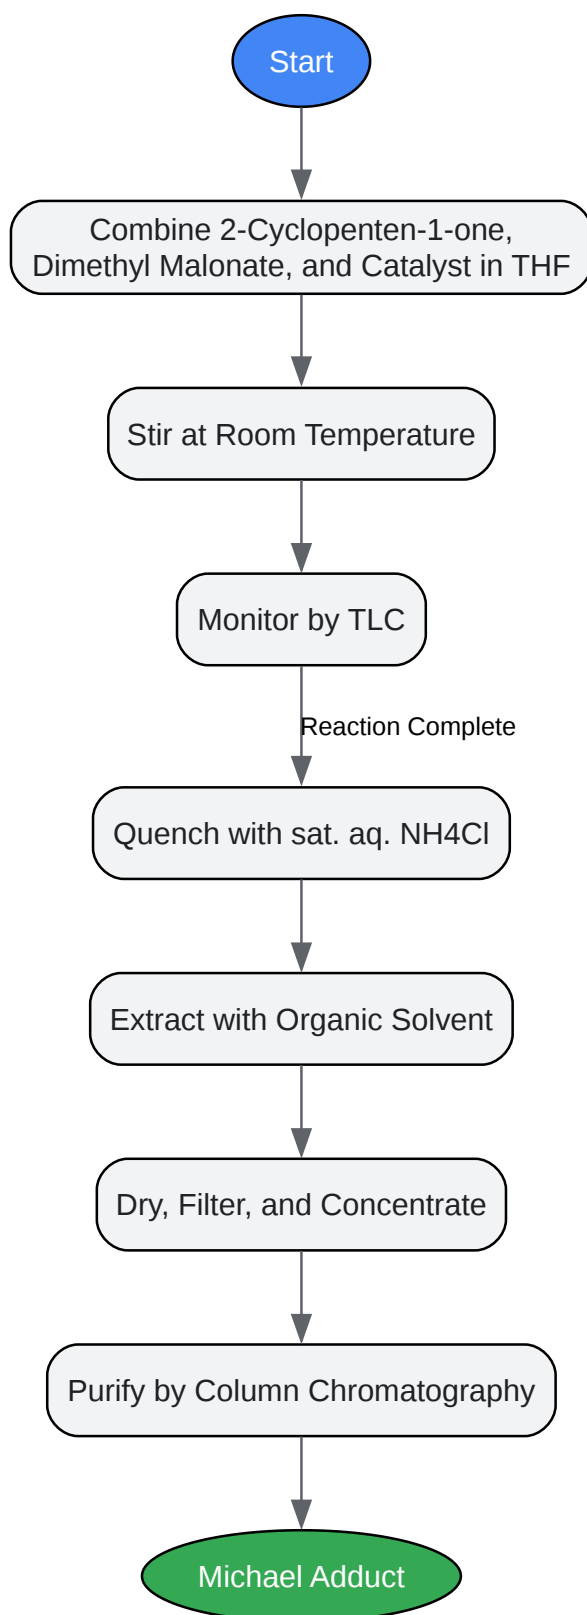 Start
Combine 2-Cyclopenten-1-one,
Dimethyl Malonate, and Catalyst in THF
Stir at Room Temperature
Monitor by TLC
Reaction Complete
Quench with sat. aq. NH4Cl
Extract with Organic Solvent
Dry, Filter, and Concentrate
Purify by Column Chromatography
Michael Adduct